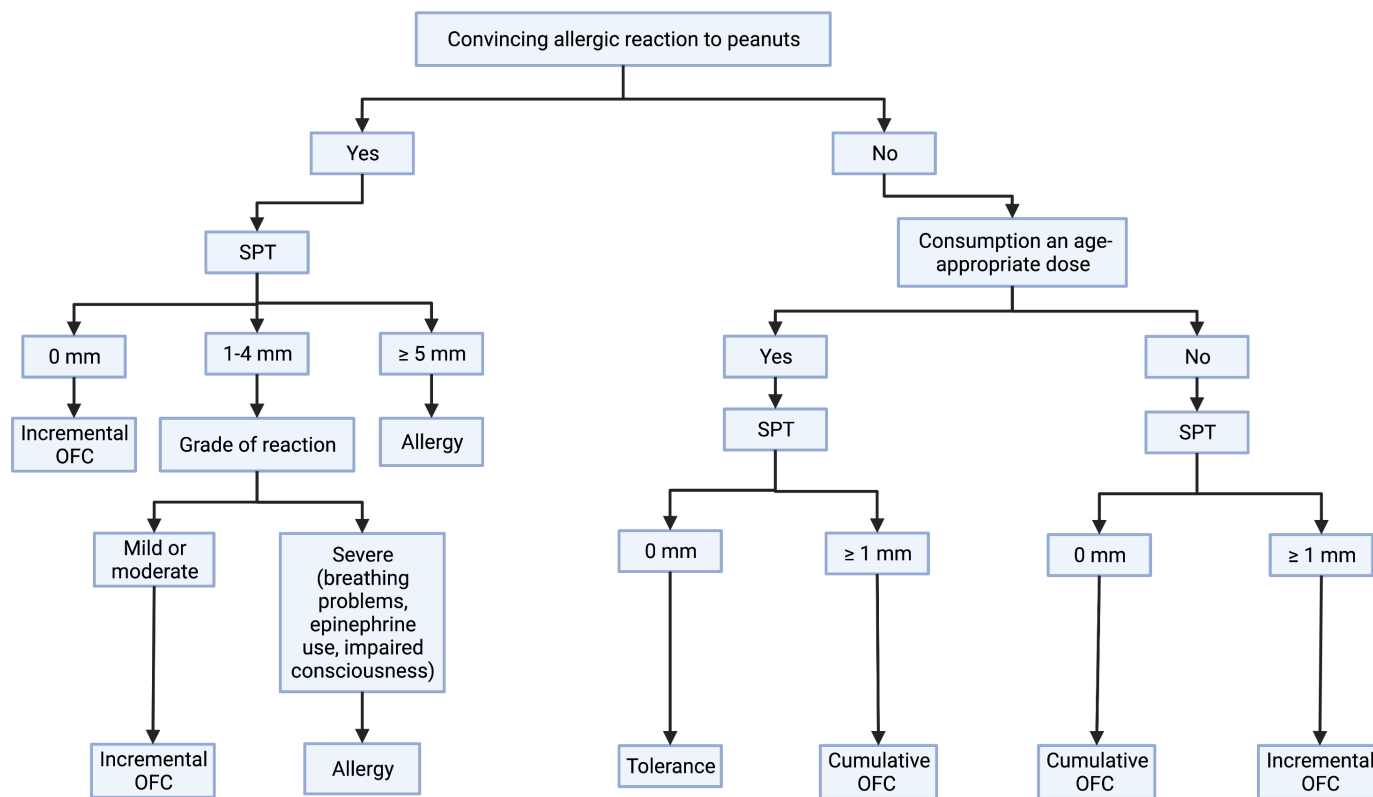 Convincing allergic reaction to peanuts
Yes
No
SPT
Consumption an age-
appropriate dose
0 mm
1-4 mm
≥ 5 mm
Yes
No
Incremental
OFC
Grade of reaction
Allergy
SPT
SPT
Mild or
moderate
Severe
(breathing
problems,
epinephrine
use, impaired
consciousness)
0 mm
≥ 1 mm
0 mm
≥ 1 mm
Incremental
OFC
Allergy
Tolerance
Cumulative
OFC
Cumulative
OFC
Incremental
OFC